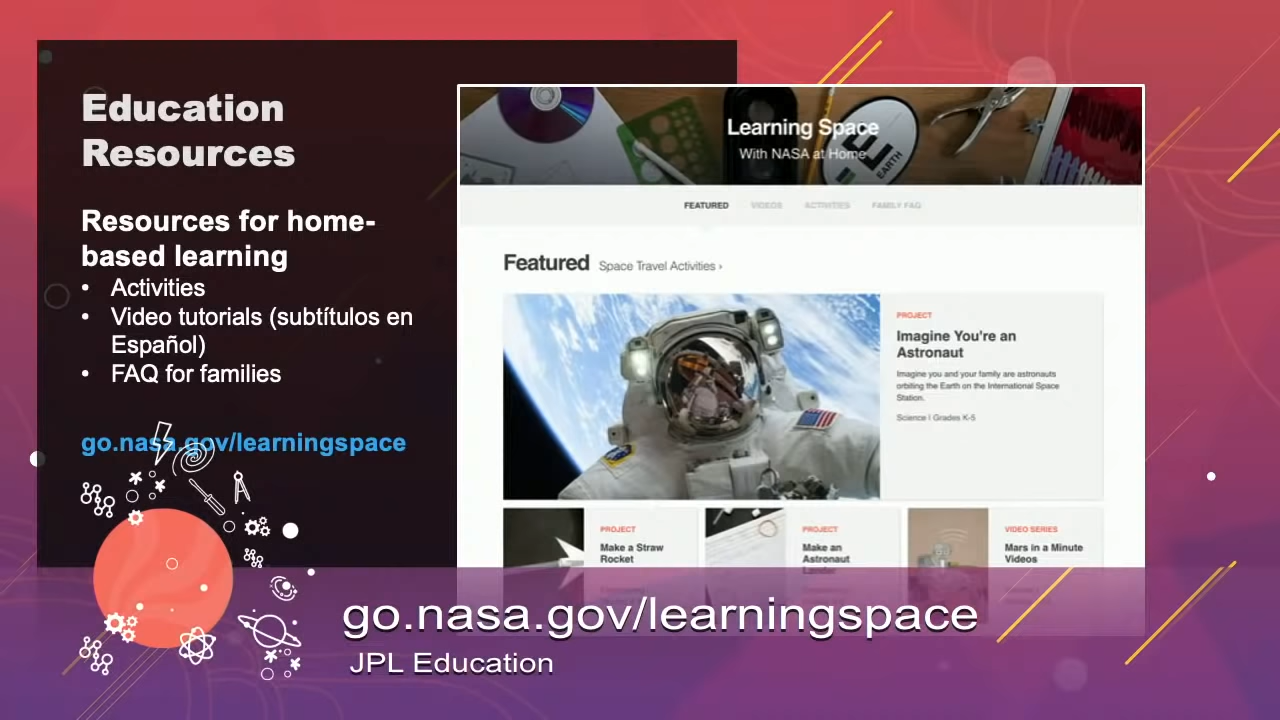 Education
Resources
Resources for home-
based learning
• Activities
• Video tutorials (subtítulos en
Español)
• FAQ for families
go.nasa.gov/learningspace
Learning Space
With NASA at Home
EARTH
FEATURED VIDEOS ACTIVITIES FAMILY FAQ
Featured Space Travel Activities ›
PROJECT
Imagine You're an
Astronaut
Imagine you and your family are astronauts
orbiting the Earth on the International Space
Station.
Science | Grades K-5
PROJECT
Make a Straw
Rocket
PROJECT
Make an
Astronaut
Lander
VIDEO SERIES
Mars in a Minute
Videos
go.nasa.gov/learningspace
JPL Education